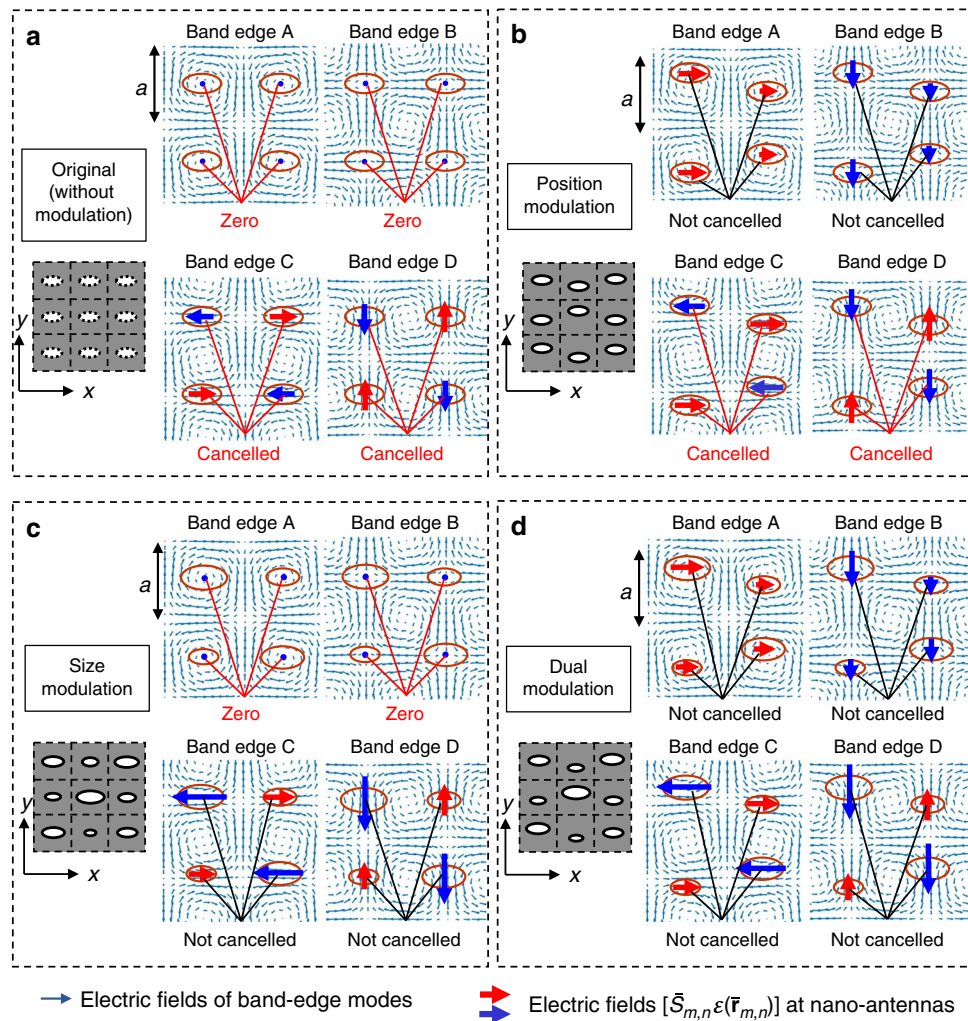 a
Band edge A
Band edge B
a
Original
(without
modulation)
Zero
Zero
Band edge C
Band edge D
y
x
Cancelled
Cancelled
b
Band edge A
Band edge B
a
Position
modulation
Not cancelled
Not cancelled
Band edge C
Band edge D
y
x
Cancelled
Cancelled
c
Band edge A
Band edge B
a
Size
modulation
Zero
Zero
Band edge C
Band edge D
y
x
Not cancelled
Not cancelled
d
Band edge A
Band edge B
a
Dual
modulation
Not cancelled
Not cancelled
Band edge C
Band edge D
y
x
Not cancelled
Not cancelled
Electric fields of band-edge modes
Electric fields [S̄m,n ε(r̄m,n)] at nano-antennas